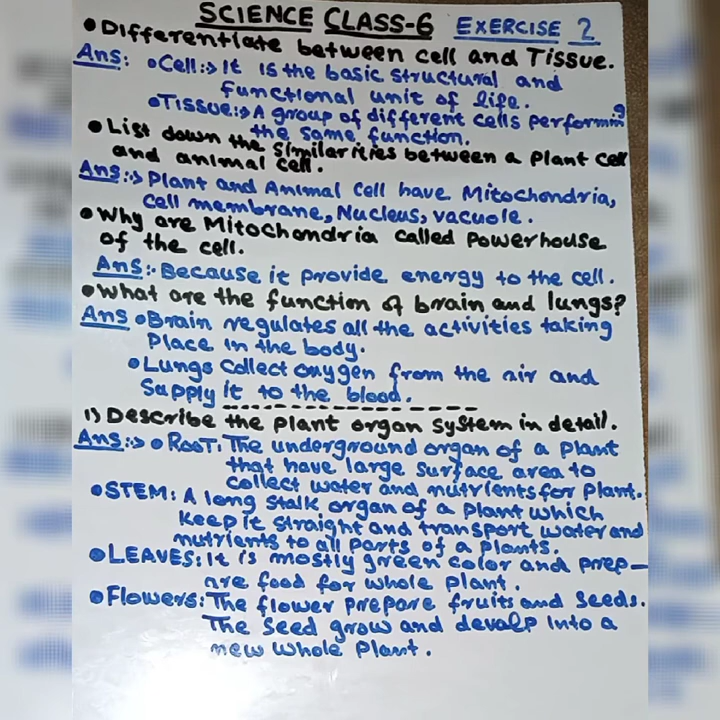 SCIENCE CLASS-6 EXERCISE 2
• Differentiate between cell and Tissue.
Ans: • Cell:→ It is the basic structural and
functional unit of life.
• Tissue:→ A group of different cells performing
the same function.
• List down the similarities between a Plant cell
and animal cell.
Ans:→ Plant and Animal cell have Mitochondria,
cell membrane, Nucleus, vacuole.
• Why are Mitochondria called powerhouse
of the cell.
Ans:- Because it provide energy to the cell.
• What are the function of brain and lungs?
Ans • Brain regulates all the activities taking
place in the body.
• Lungs collect oxygen from the air and
supply it to the blood.
1) Describe the plant organ system in detail.
Ans:→ • Root: The underground organ of a plant
that have large surface area to
collect water and nutrients for plant.
• STEM: A long stalk organ of a plant which
keep it straight and transport water and
nutrients to all parts of a plants.
• LEAVES: It is mostly green color and prep-
are food for whole plant.
• Flowers: The flower prepare fruits and seeds.
The seed grow and devalp into a
new whole plant.